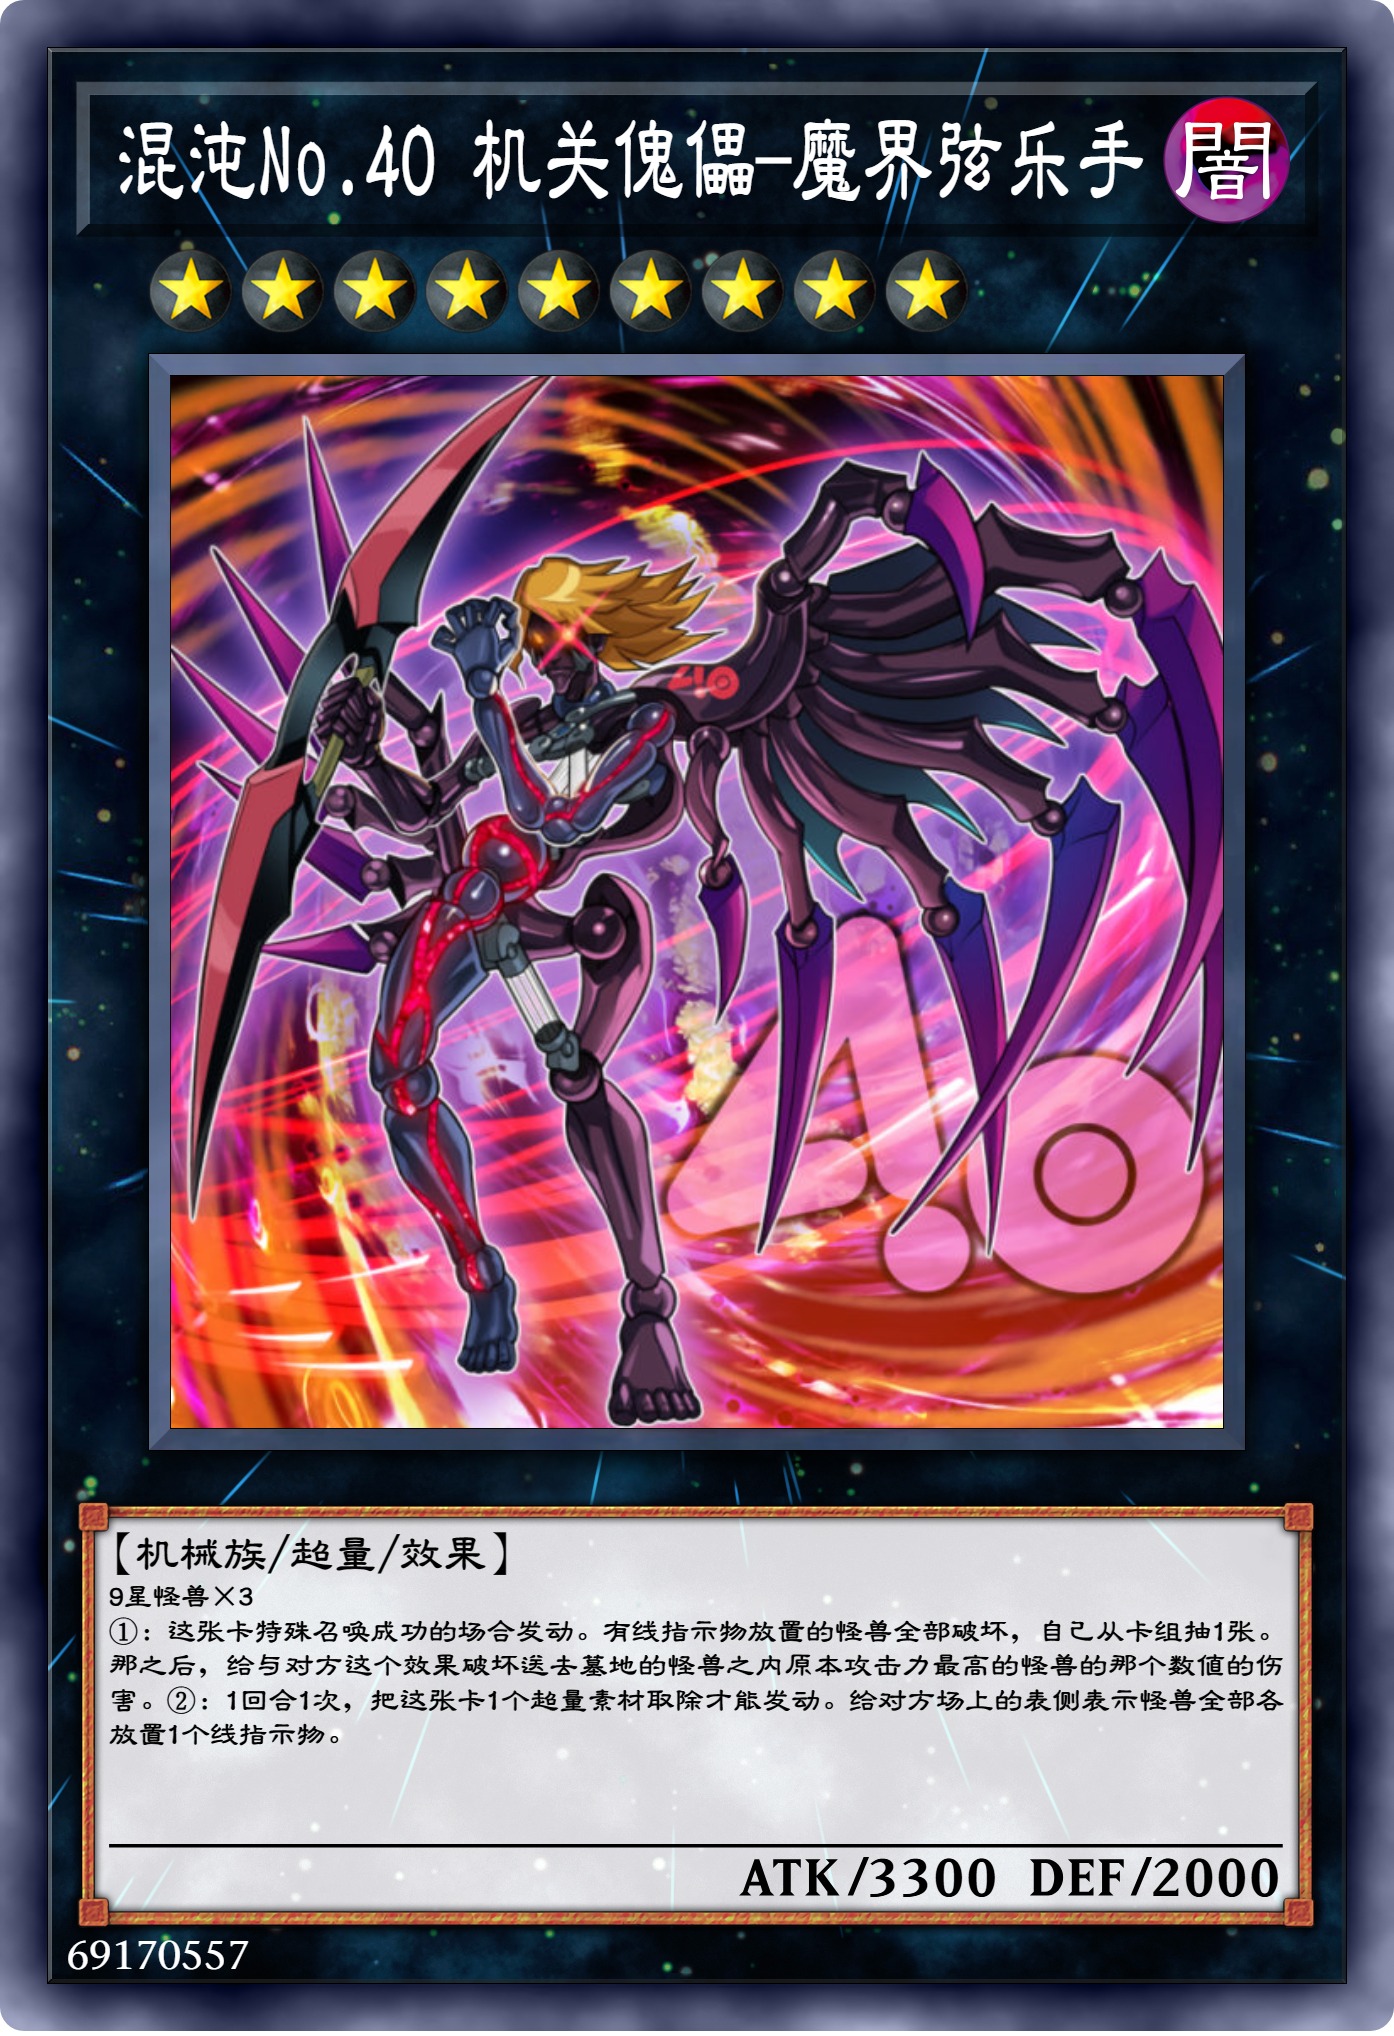 混沌No.40 机关傀儡-魔界弦乐手 闇
40
40
【机械族/超量/效果】
9星怪兽×3
①：这张卡特殊召唤成功的场合发动。有线指示物放置的怪兽全部破坏，自己从卡组抽1张。
那之后，给与对方这个效果破坏送去墓地的怪兽之内原本攻击力最高的怪兽的那个数值的伤
害。②：1回合1次，把这张卡1个超量素材取除才能发动。给对方场上的表侧表示怪兽全部各
放置1个线指示物。
ATK/3300 DEF/2000
69170557